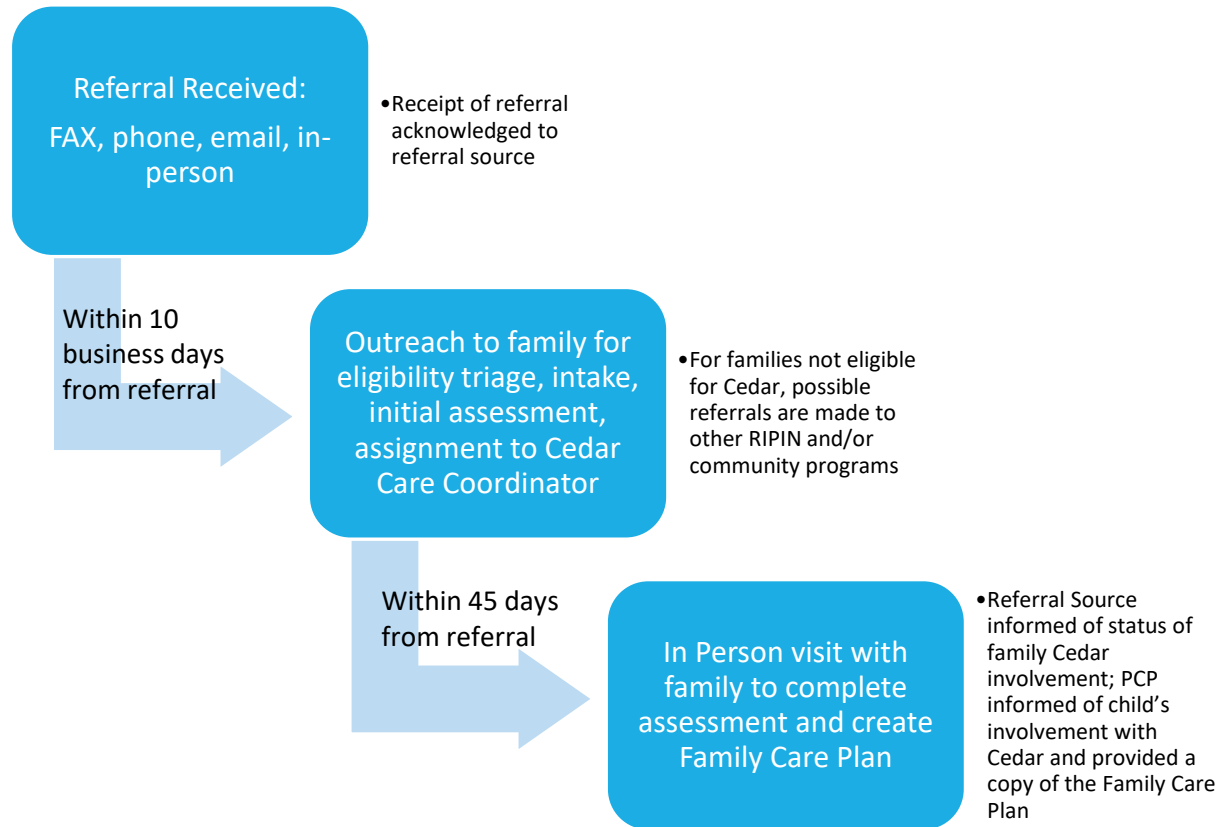 Referral Received:
FAX, phone, email, in-
person
•Receipt of referral
acknowledged to
referral source
Within 10
business days
from referral
Outreach to family for
eligibility triage, intake,
initial assessment,
assignment to Cedar
Care Coordinator
•For families not eligible
for Cedar, possible
referrals are made to
other RIPIN and/or
community programs
Within 45 days
from referral
In Person visit with
family to complete
assessment and create
Family Care Plan
•Referral Source
informed of status of
family Cedar
involvement; PCP
informed of child’s
involvement with
Cedar and provided a
copy of the Family Care
Plan